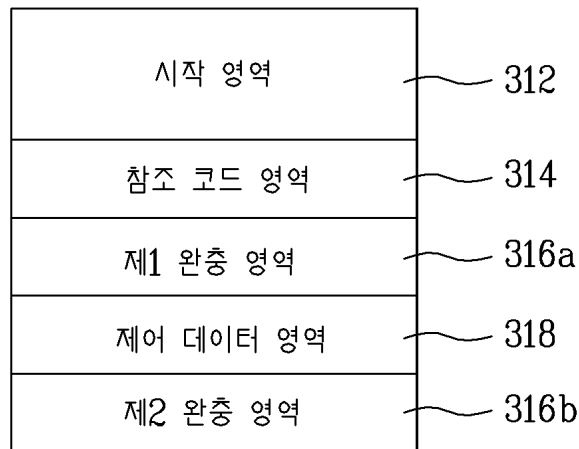 시작 영역 312
참조 코드 영역 314
제1 완충 영역 316a
제어 데이터 영역 318
제2 완충 영역 316b